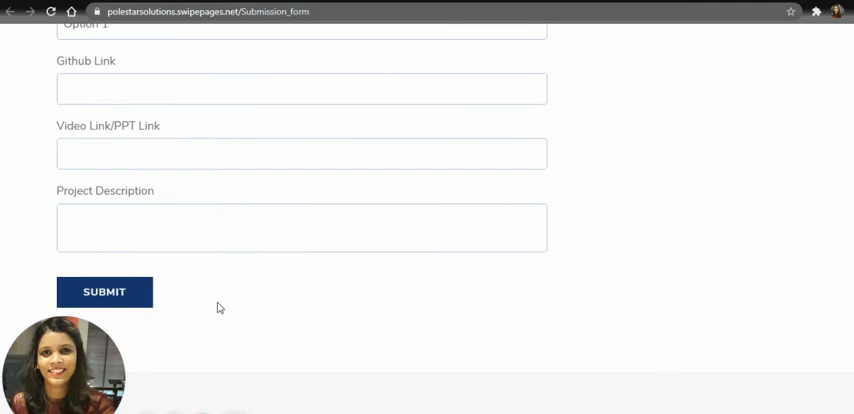 polestarsolutions.swipepages.net/Submission_form
Option 1
Github Link
Video Link/PPT Link
Project Description
SUBMIT